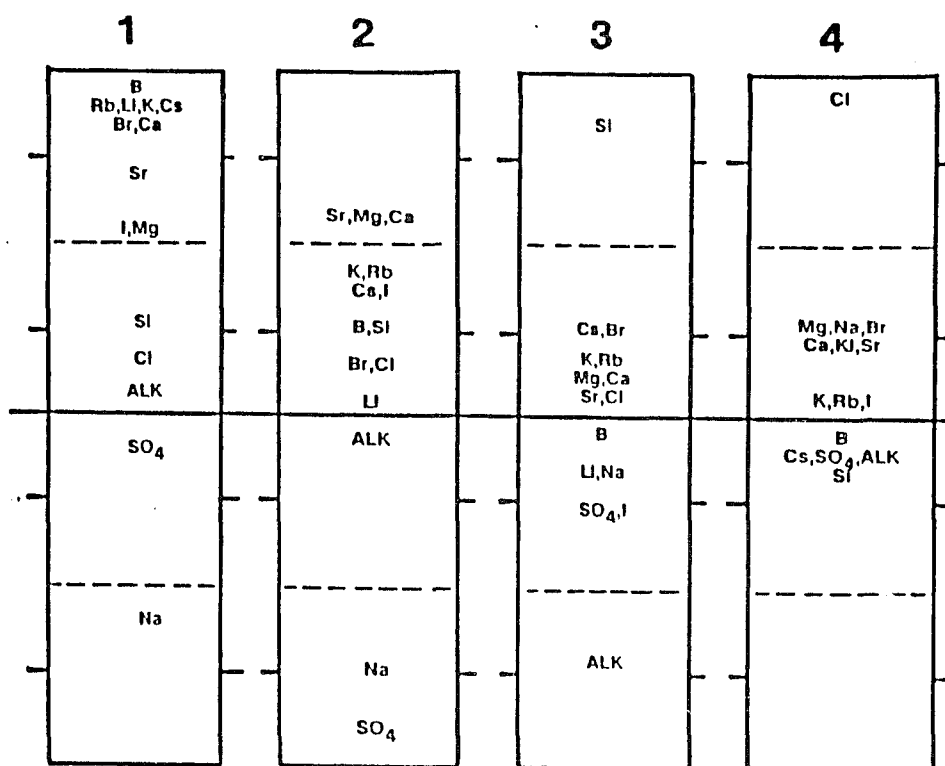 1
B
Rb,Li,K,Cs
Br,Ca
Sr
I,Mg
Si
Cl
ALK
SO₄
Na
2
Sr,Mg,Ca
K,Rb
Cs,I
B,Si
Br,Cl
Li
ALK
Na
SO₄
3
Si
Cs,Br
K,Rb
Mg,Ca
Sr,Cl
B
Li,Na
SO₄,I
ALK
4
Cl
Mg,Na,Br
Ca, Sr
K,Rb,I
B
Cs,SO₄,ALK
Si